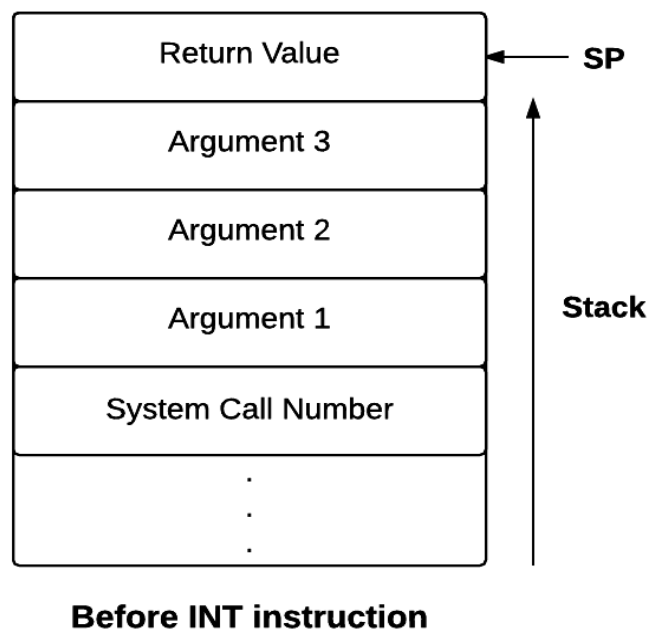 Return Value
SP
Argument 3
Argument 2
Stack
Argument 1
System Call Number
.
.
.
Before INT instruction